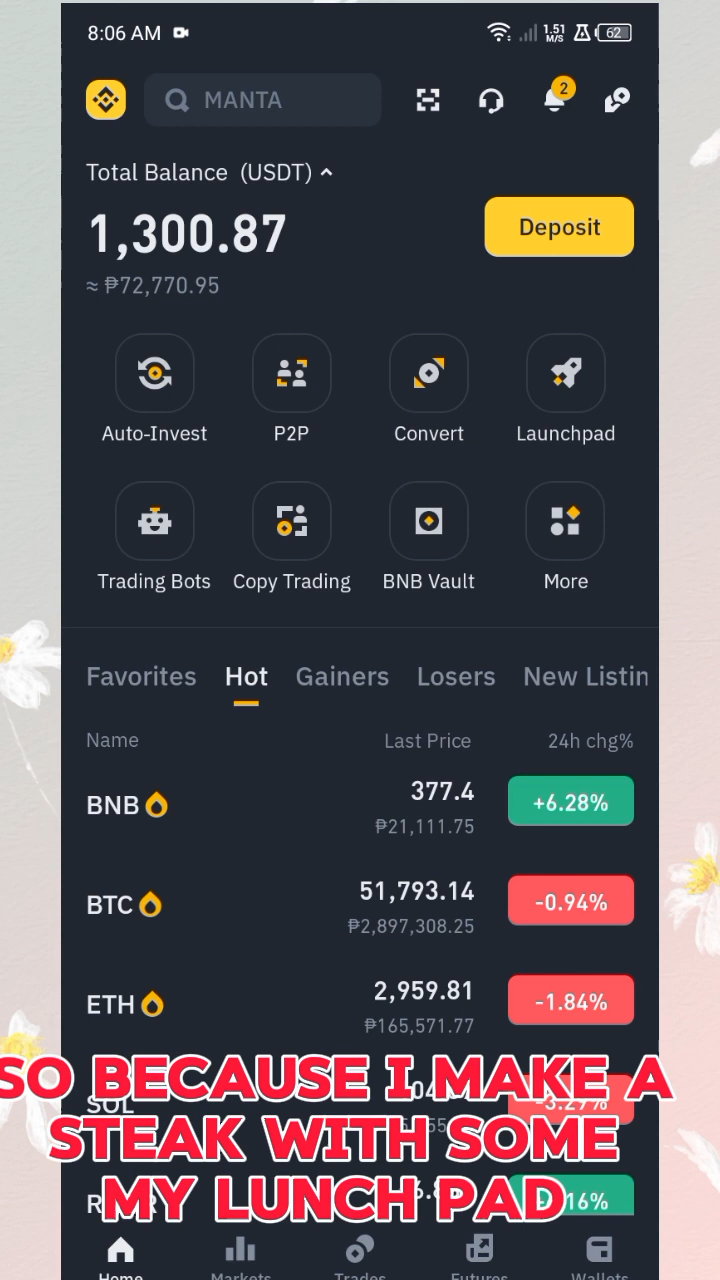 8:06 AM
1.51 M/S
62
MANTA
2
Total Balance (USDT)
1,300.87
Deposit
≈ ₱72,770.95
Auto-Invest P2P Convert Launchpad
Trading Bots Copy Trading BNB Vault More
Favorites Hot Gainers Losers New Listin
Name Last Price 24h chg%
BNB 377.4 +6.28%
₱21,111.75
BTC 51,793.14 -0.94%
₱2,897,308.25
ETH 2,959.81 -1.84%
₱165,571.77
SO BECAUSE I MAKE A
SOL -3.29%
STEAK WITH SOME
MY LUNCH PAD
Home Markets Trades Futures Wallets